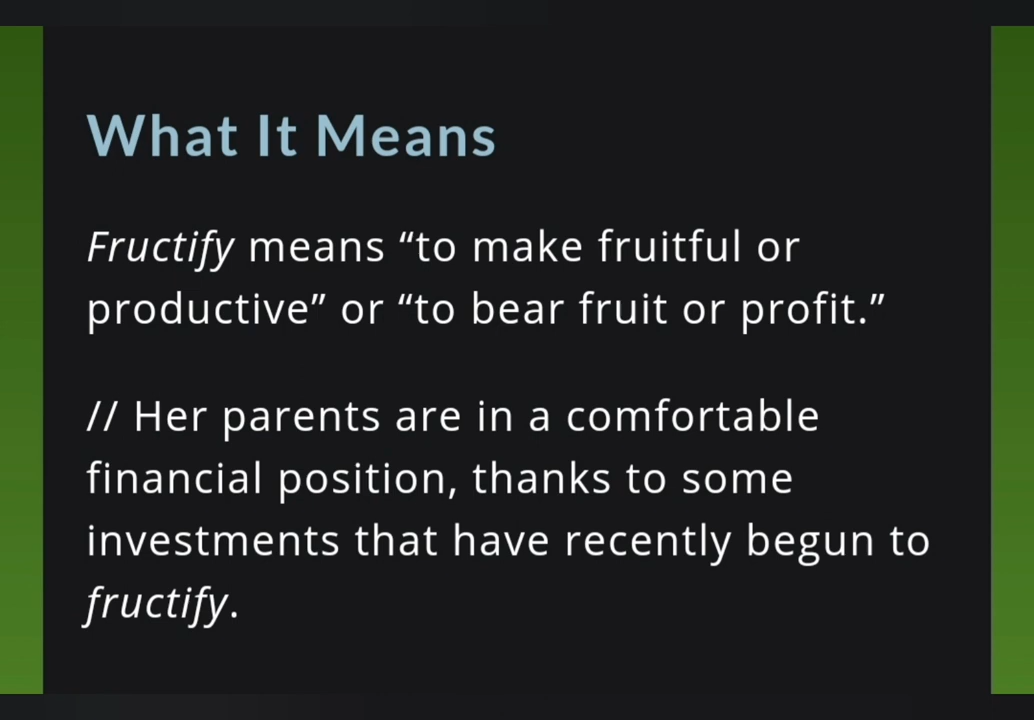 What It Means
Fructify means “to make fruitful or
productive” or “to bear fruit or profit.”
// Her parents are in a comfortable
financial position, thanks to some
investments that have recently begun to
fructify.